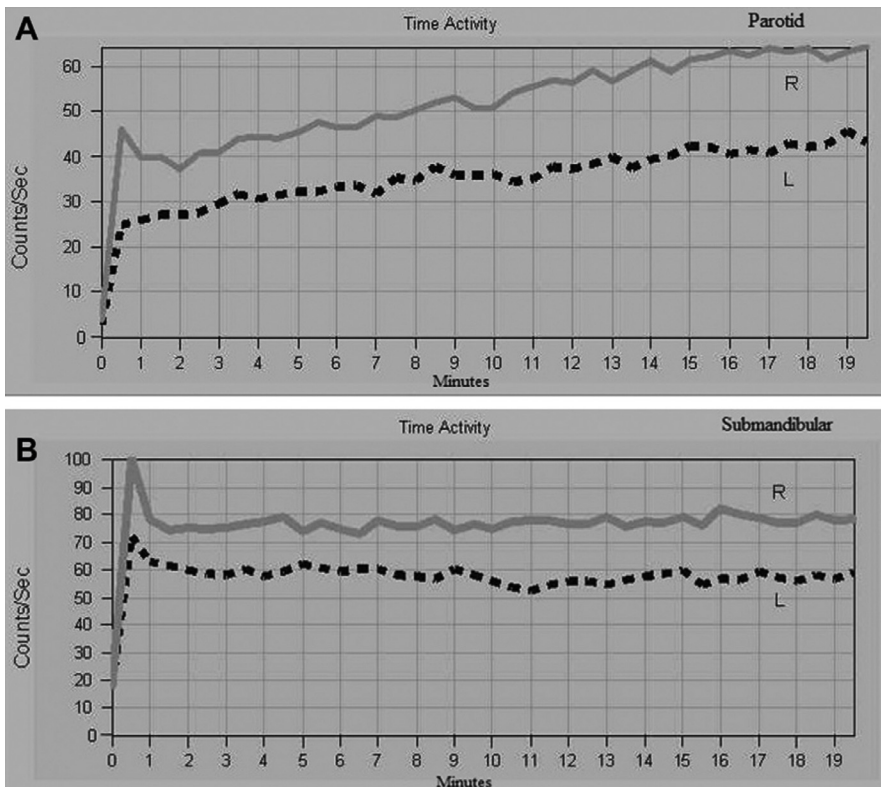 A
Time Activity Parotid
60
50
40
30
20
10
0
R
L
Counts/Sec
0 1 2 3 4 5 6 7 8 9 10 11 12 13 14 15 16 17 18 19
Minutes
B
Time Activity Submandibular
100
90
80
70
60
50
40
30
20
10
0
R
L
Counts/Sec
0 1 2 3 4 5 6 7 8 9 10 11 12 13 14 15 16 17 18 19
Minutes